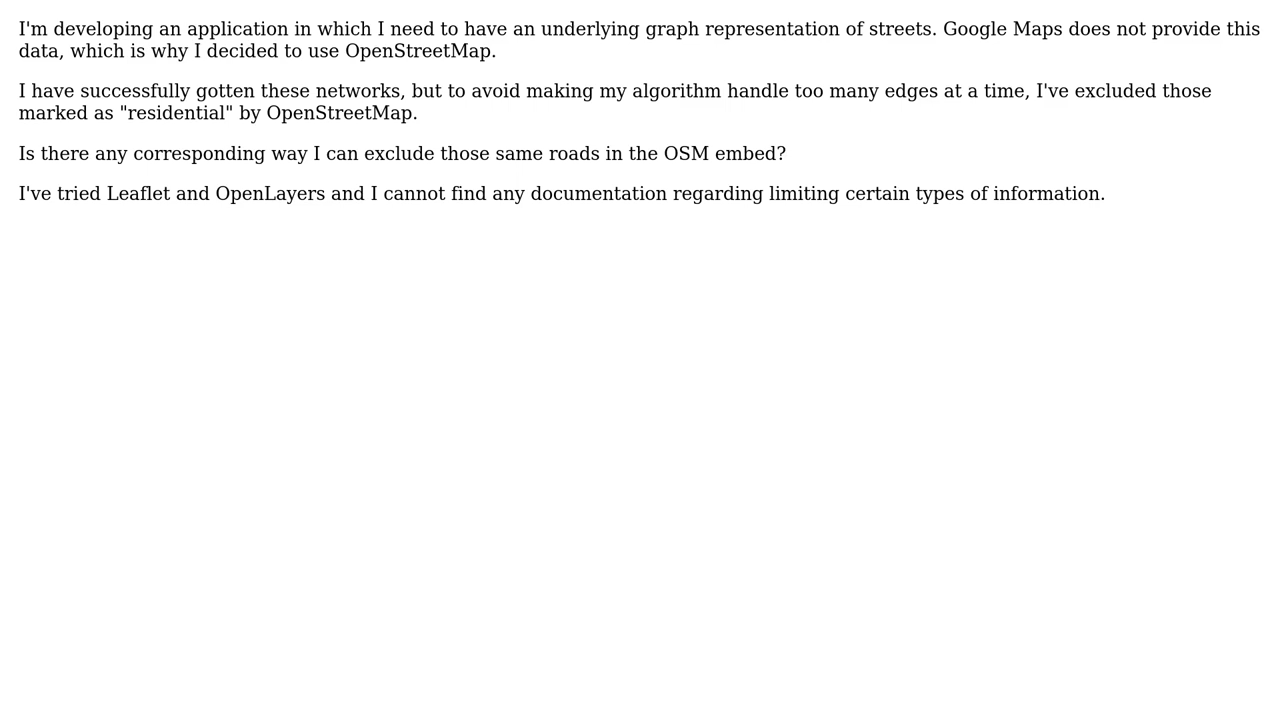 I'm developing an application in which I need to have an underlying graph representation of streets. Google Maps does not provide this
data, which is why I decided to use OpenStreetMap.
I have successfully gotten these networks, but to avoid making my algorithm handle too many edges at a time, I've excluded those
marked as "residential" by OpenStreetMap.
Is there any corresponding way I can exclude those same roads in the OSM embed?
I've tried Leaflet and OpenLayers and I cannot find any documentation regarding limiting certain types of information.